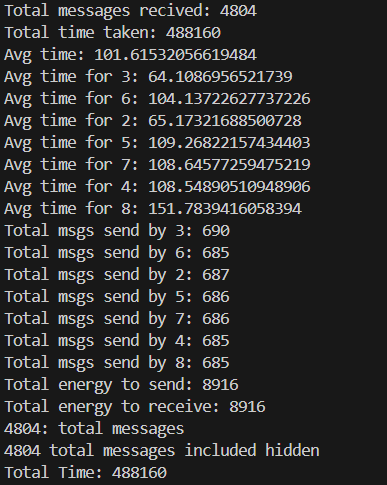 Total messages recived: 4804
Total time taken: 488160
Avg time: 101.61532056619484
Avg time for 3: 64.1086956521739
Avg time for 6: 104.13722627737226
Avg time for 2: 65.17321688500728
Avg time for 5: 109.26822157434403
Avg time for 7: 108.64577259475219
Avg time for 4: 108.54890510948906
Avg time for 8: 151.7839416058394
Total msgs send by 3: 690
Total msgs send by 6: 685
Total msgs send by 2: 687
Total msgs send by 5: 686
Total msgs send by 7: 686
Total msgs send by 4: 685
Total msgs send by 8: 685
Total energy to send: 8916
Total energy to receive: 8916
4804: total messages
4804 total messages included hidden
Total Time: 488160